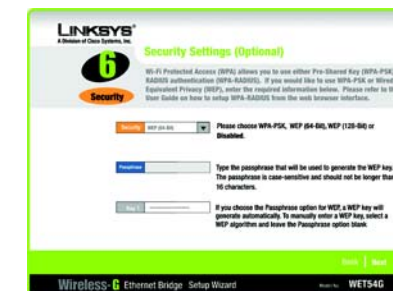 LINKSYS®
A Division of Cisco Systems, Inc.
6
Security
Security Settings (Optional)
Wi-Fi Protected Access (WPA) allows you to use either Pre-Shared Key (WPA-PSK)
RADIUS authentication (WPA-RADIUS). If you would like to use WPA-PSK or Wired
Equivalent Privacy (WEP), enter the required information below. Please refer to th
User Guide on how to setup WPA-RADIUS from the web browser interface.
Security WEP (64-Bit)
Please choose WPA-PSK, WEP (64-Bit), WEP (128-Bit) or
Disabled.
Passphrase
Type the passphrase that will be used to generate the WEP key.
The passphrase is case-sensitive and should not be longer than
16 characters.
Key 1
If you choose the Passphrase option for WEP, a WEP key will
generate automatically. To manually enter a WEP key, select a
WEP algorithm and leave the Passphrase option blank
Back Next
Wireless-G Ethernet Bridge Setup Wizard
Model No. WET54G